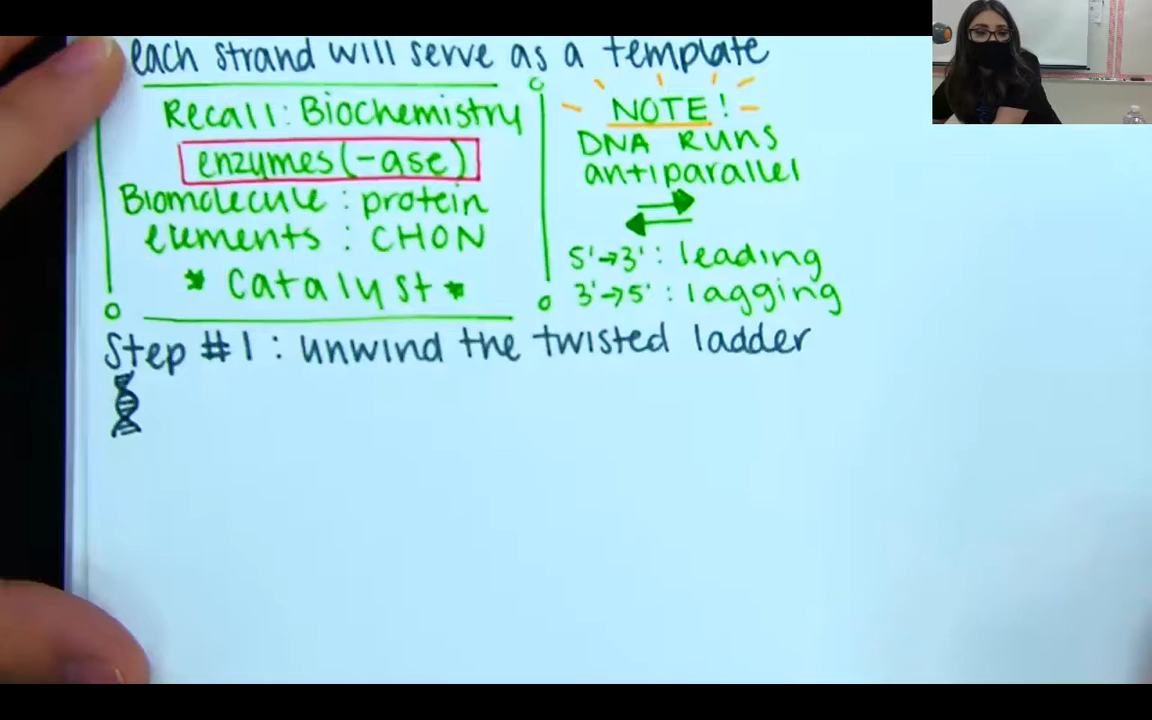 each strand will serve as a template
Recall: Biochemistry
enzymes (-ase)
Biomolecule : protein
elements : CHON
* Catalyst *
NOTE!
DNA RUNS
antiparallel
5'→3' : leading
3'→5' : lagging
Step #1 : unwind the twisted ladder